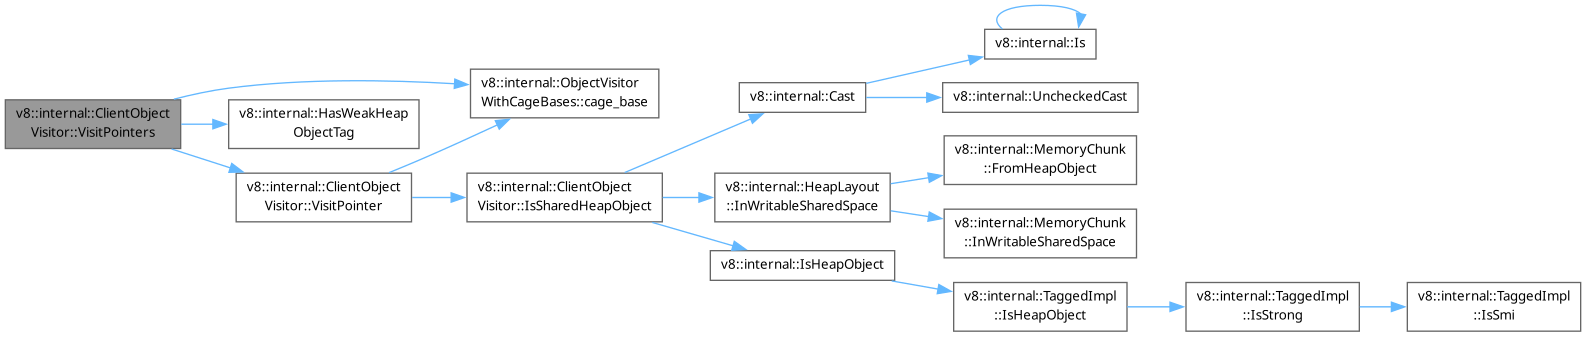 v8::internal::ClientObject
Visitor::VisitPointers
v8::internal::ObjectVisitor
WithCageBases::cage_base
v8::internal::HasWeakHeap
ObjectTag
v8::internal::ClientObject
Visitor::VisitPointer
v8::internal::ClientObject
Visitor::IsSharedHeapObject
v8::internal::Cast
v8::internal::Is
v8::internal::UncheckedCast
v8::internal::HeapLayout
::InWritableSharedSpace
v8::internal::MemoryChunk
::FromHeapObject
v8::internal::MemoryChunk
::InWritableSharedSpace
v8::internal::IsHeapObject
v8::internal::TaggedImpl
::IsHeapObject
v8::internal::TaggedImpl
::IsStrong
v8::internal::TaggedImpl
::IsSmi